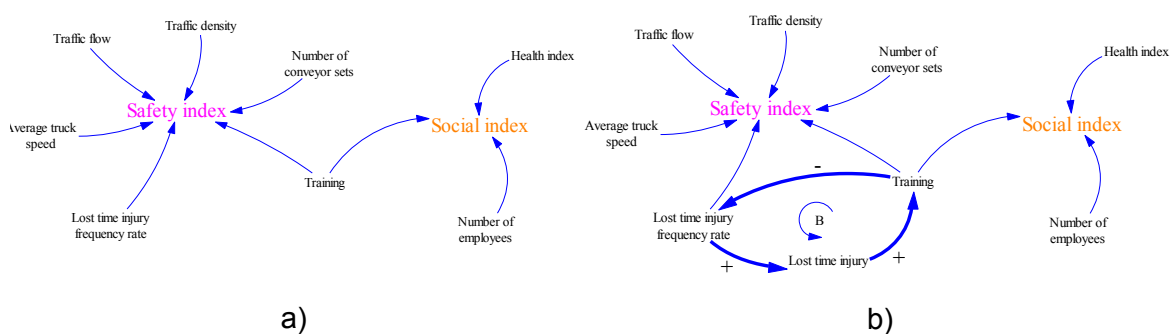 Traffic density
Traffic flow
Number of
conveyor sets
Health index
Safety index
Social index
Average truck
speed
Training
Lost time injury
frequency rate
Number of
employees
a)
Traffic density
Traffic flow
Number of
conveyor sets
Health index
Safety index
Social index
Average truck
speed
-
Training
Lost time injury
frequency rate
B
Number of
employees
+
Lost time injury
+
b)